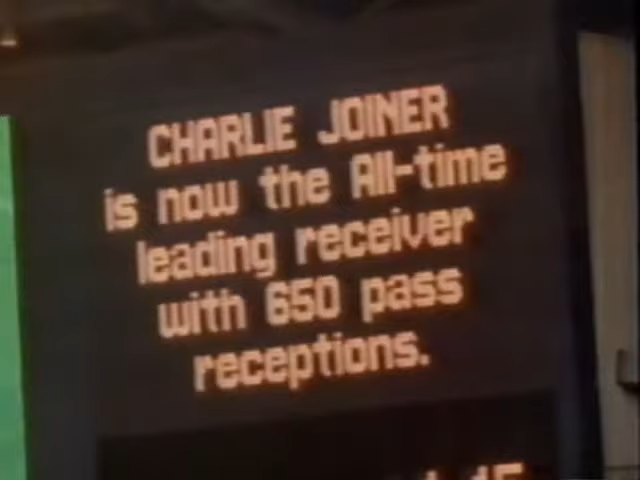 CHARLIE JOINER
is now the All-time
leading receiver
with 650 pass
receptions.